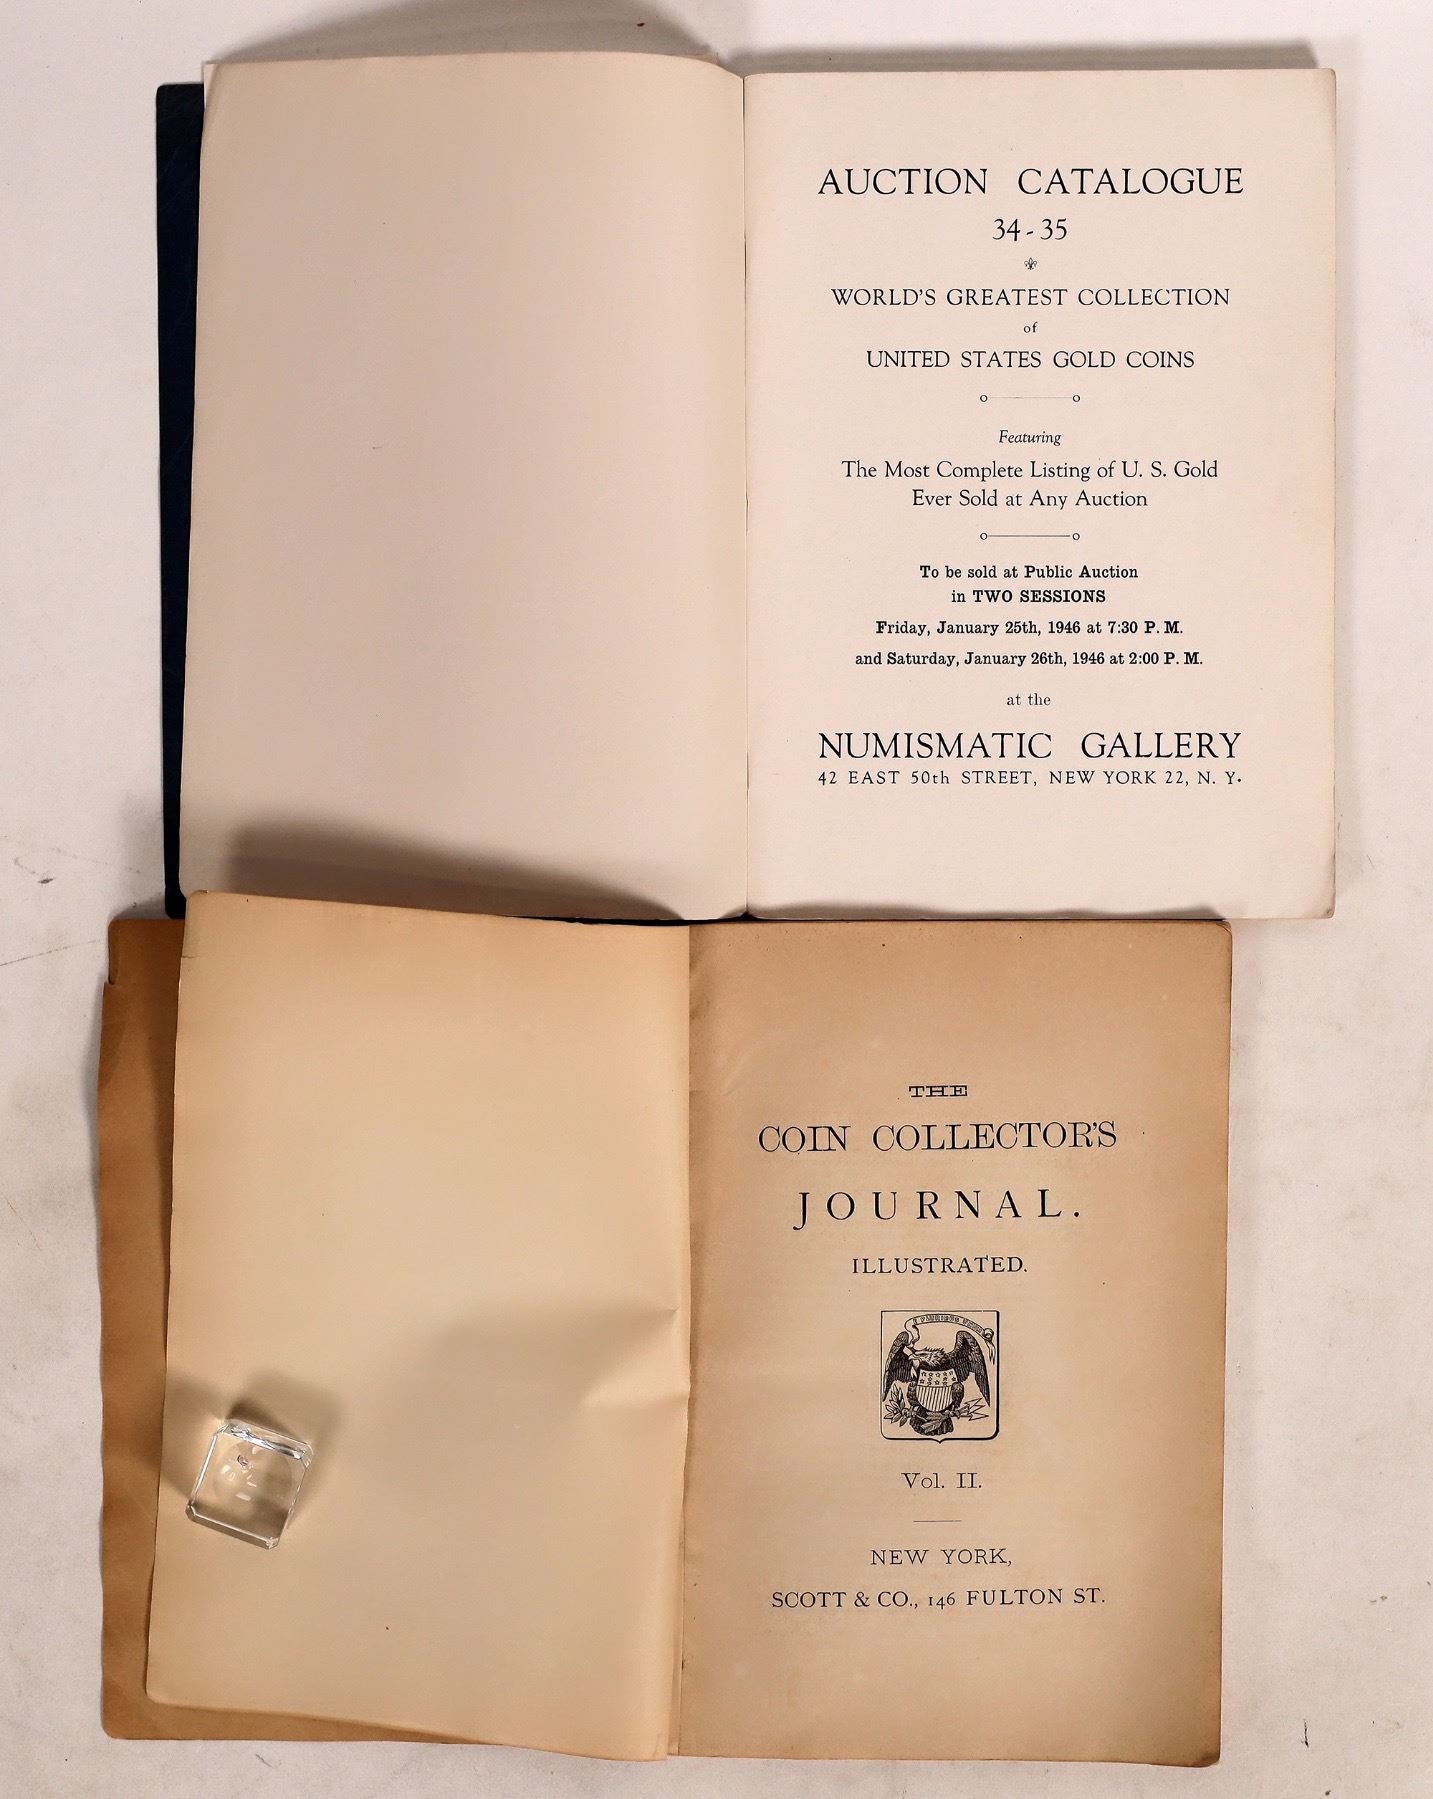 AUCTION CATALOGUE
34-35
WORLD'S GREATEST COLLECTION
of
UNITED STATES GOLD COINS
Featuring
The Most Complete Listing of U. S. Gold
Ever Sold at Any Auction
To be sold at Public Auction
in TWO SESSIONS
Friday, January 25th, 1946 at 7:30 P. M.
and Saturday, January 26th, 1946 at 2:00 P. M.
at the
NUMISMATIC GALLERY
42 EAST 50th STREET, NEW YORK 22, N. Y.
THE
COIN COLLECTOR'S
JOURNAL.
ILLUSTRATED.
Vol. II.
NEW YORK,
SCOTT & CO., 146 FULTON ST.